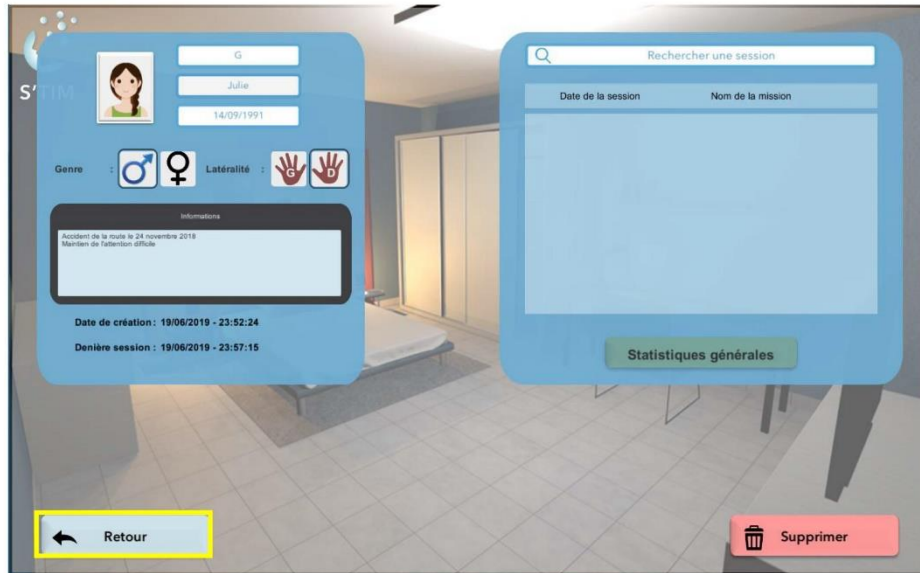 S'TIM
G
Julie
14/09/1991
Genre :
Latéralité :
G D
Informations
Accident de la route le 24 novembre 2018
Maintien de l'attention difficile
Date de création : 19/06/2019 - 23:52:24
Denière session : 19/06/2019 - 23:57:15
Rechercher une session
Date de la session Nom de la mission
Statistiques générales
Retour
Supprimer